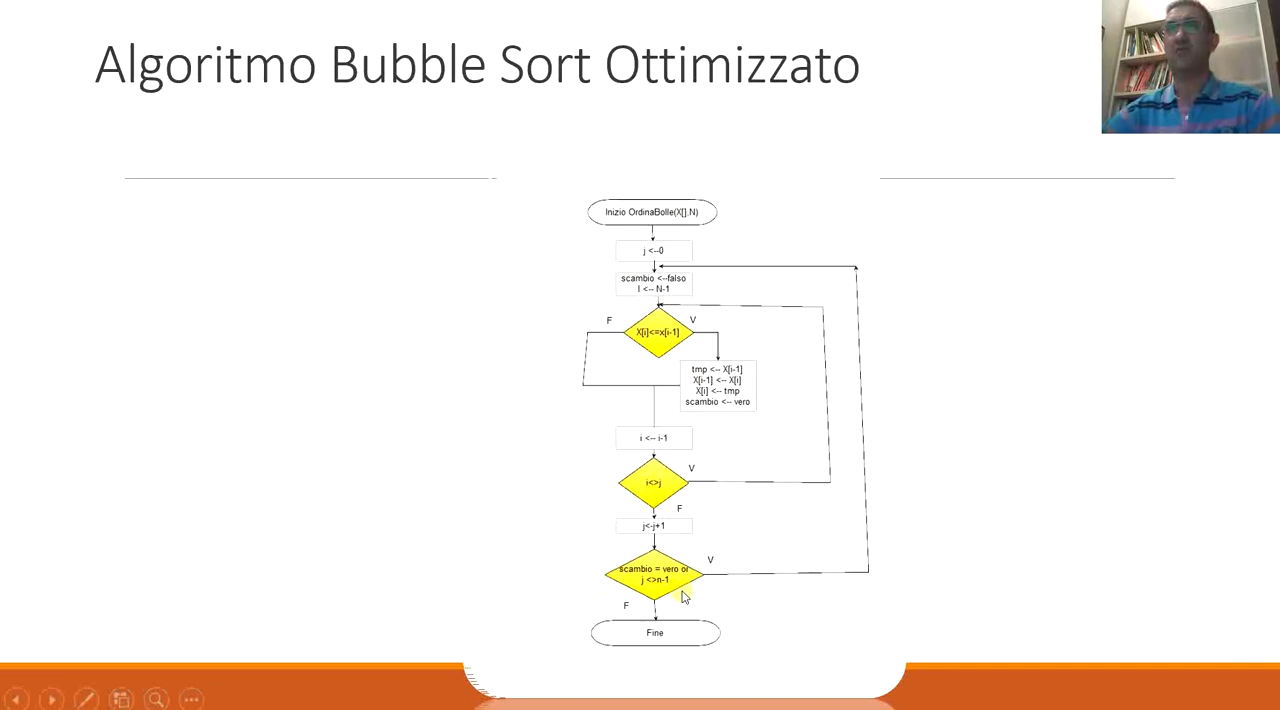 Algoritmo Bubble Sort Ottimizzato
Inizio OrdinaBolle(X[].N)
j <--0
scambio <--falso
I <-- N-1
F
V
X[i]<=x[i-1]
tmp <-- X[i-1]
X[i-1] <-- X[i]
X[i] <-- tmp
scambio <-- vero
i <-- i-1
V
i<>j
F
j<-j+1
V
scambio = vero or
j <>n-1
F
Fine